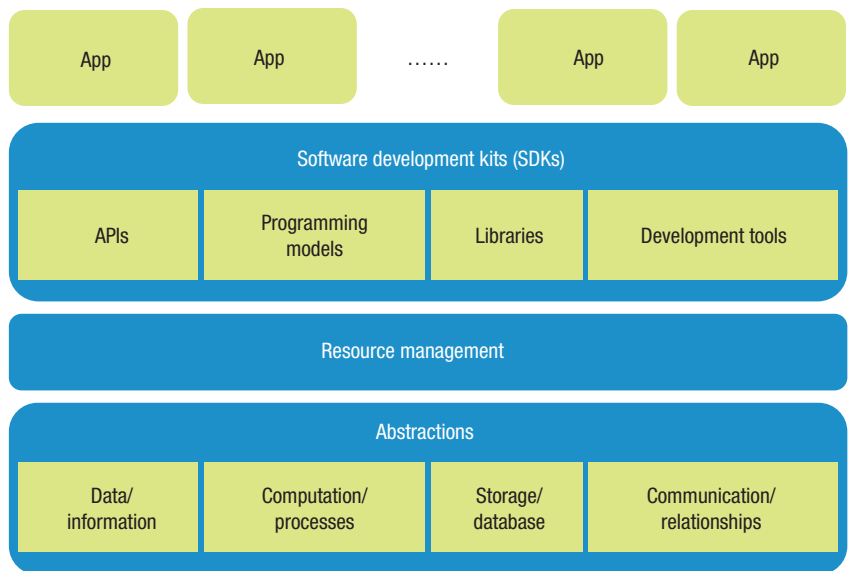 App
App
......
App
App
Software development kits (SDKs)
APIs
Programming
models
Libraries
Development tools
Resource management
Abstractions
Data/
information
Computation/
processes
Storage/
database
Communication/
relationships